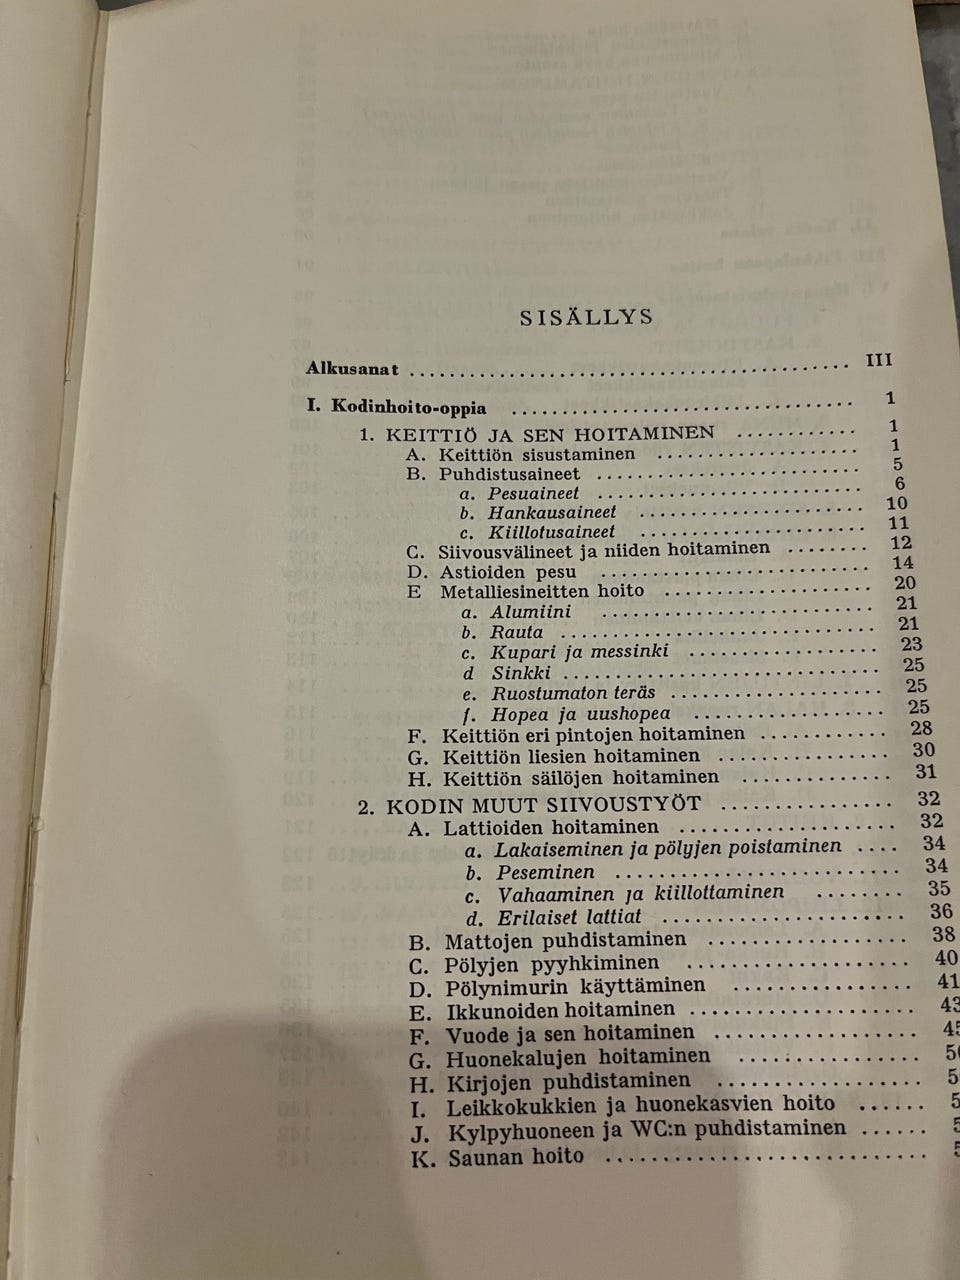 SISÄLLYS
Alkusanat ........................................ III
I. Kodinhoito-oppia ................................. 1
1. KEITTIÖ JA SEN HOITAMINEN ............ 1
A. Keittiön sisustaminen .................... 1
B. Puhdistusaineet .......................... 5
a. Pesuaineet .......................... 6
b. Hankausaineet ...................... 10
c. Kiillotusaineet ...................... 11
C. Siivousvälineet ja niiden hoitaminen ........ 12
D. Astioiden pesu .......................... 14
E Metalliesineitten hoito .................... 20
a. Alumiini .......................... 21
b. Rauta .............................. 21
c. Kupari ja messinki .................. 23
d Sinkki .............................. 25
e. Ruostumaton teräs .................... 25
f. Hopea ja uushopea .................. 25
F. Keittiön eri pintojen hoitaminen ............ 28
G. Keittiön liesien hoitaminen ................ 30
H. Keittiön säilöjen hoitaminen .............. 31
2. KODIN MUUT SIIVOUSTYÖT ................ 32
A. Lattioiden hoitaminen .................... 32
a. Lakaiseminen ja pölyjen poistaminen .... 34
b. Peseminen .......................... 34
c. Vahaaminen ja kiillottaminen ........ 35
d. Erilaiset lattiat ...................... 36
B. Mattojen puhdistaminen .................. 38
C. Pölyjen pyyhkiminen .................... 40
D. Pölynimurin käyttäminen ................ 41
E. Ikkunoiden hoitaminen .................... 43
F. Vuode ja sen hoitaminen .................. 45
G. Huonekalujen hoitaminen ................ 
H. Kirjojen puhdistaminen .................. 
I. Leikkokukkien ja huonekasvien hoito ...... 
J. Kylpyhuoneen ja WC:n puhdistaminen ...... 
K. Saunan hoito ............................